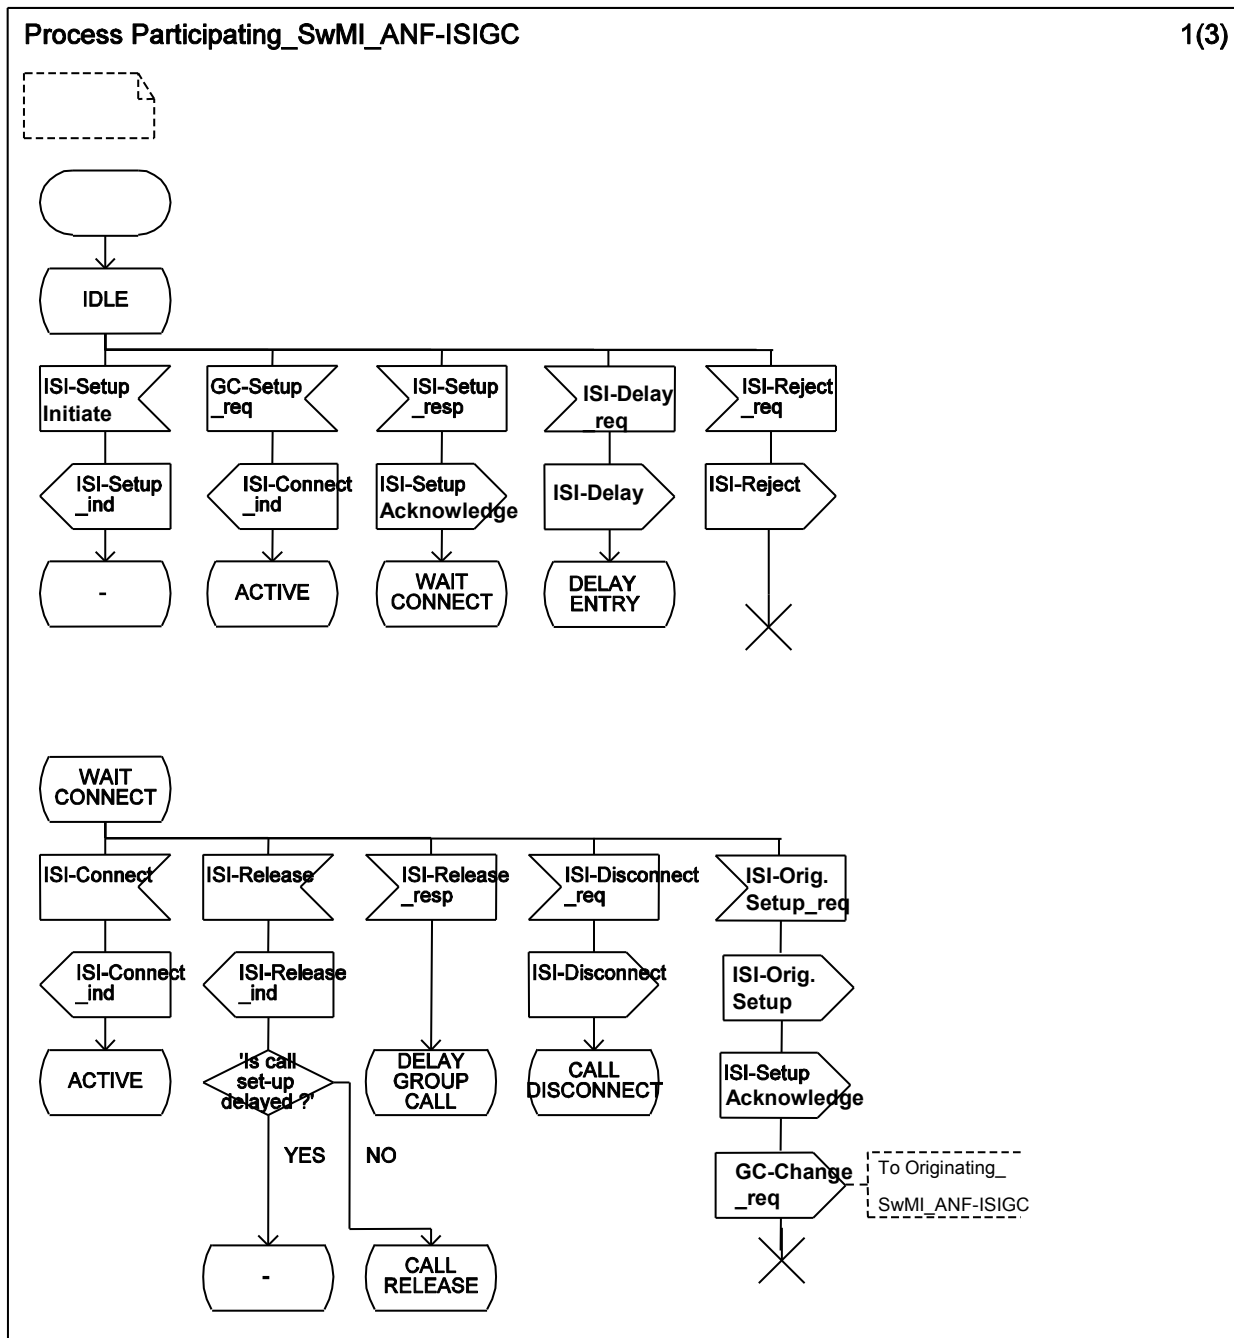 Process Participating_SwMI_ANF-ISIGC
1(3)
IDLE
ISI-Setup
Initiate
GC-Setup
_req
ISI-Setup
_resp
ISI-Delay
_req
ISI-Reject
_req
ISI-Setup
_ind
ISI-Connect
_ind
ISI-Setup
Acknowledge
ISI-Delay
ISI-Reject
-
ACTIVE
WAIT
CONNECT
DELAY
ENTRY
WAIT
CONNECT
ISI-Connect
ISI-Release
ISI-Release
_resp
ISI-Disconnect
_req
ISI-Orig.
Setup_req
ISI-Connect
_ind
ISI-Release
_ind
ISI-Disconnect
ISI-Orig.
Setup
ACTIVE
'Is call
set-up
delayed ?'
DELAY
GROUP
CALL
CALL
DISCONNECT
ISI-Setup
Acknowledge
YES
NO
GC-Change
_req
To Originating_
SwMI_ANF-ISIGC
-
CALL
RELEASE